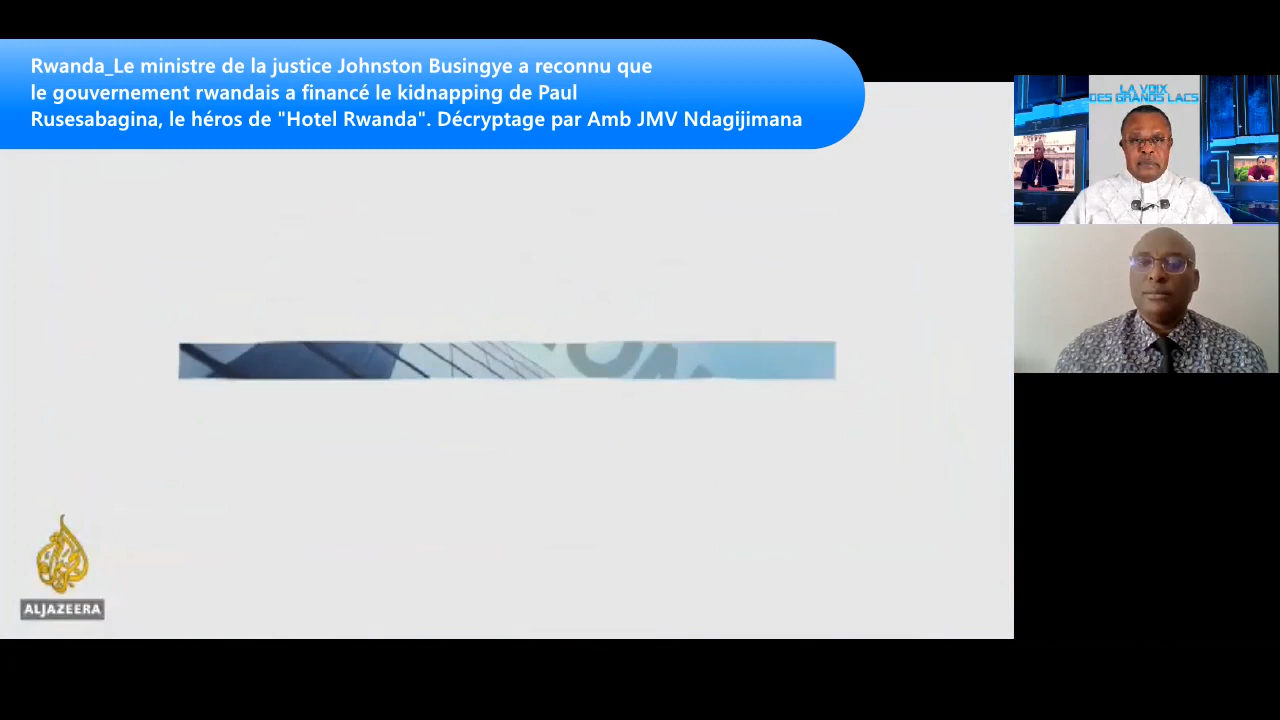 Rwanda_Le ministre de la justice Johnston Busingye a reconnu que
le gouvernement rwandais a financé le kidnapping de Paul
Rusesabagina, le héros de "Hotel Rwanda". Décryptage par Amb JMV Ndagijimana
LA VOIX
DES GRANDS LACS
ALJAZEERA